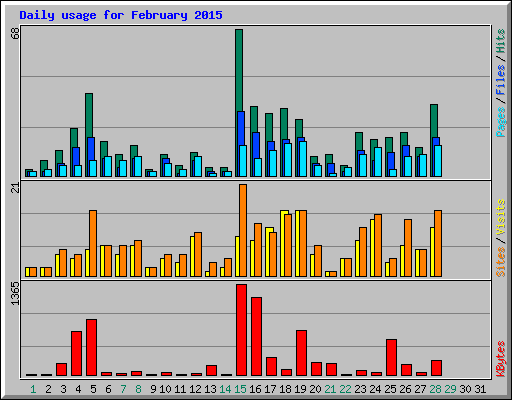 Daily usage for February 2015
68
21
1365
Pages / Files / Hits
Sites / Visits
KBytes
1 2 3 4 5 6 7 8 9 10 11 12 13 14 15 16 17 18 19 20 21 22 23 24 25 26 27 28 29 30 31